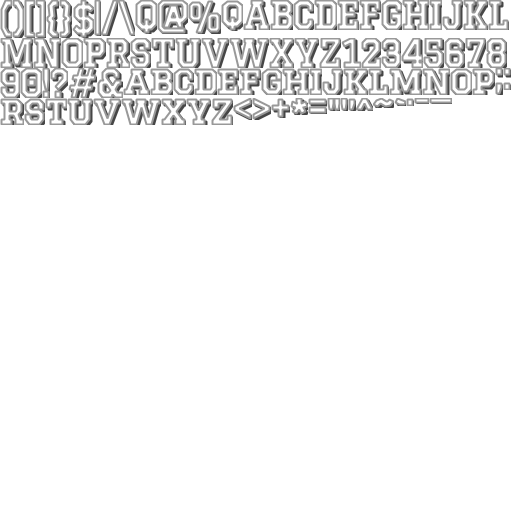 ()[]{}$|/\Q@%QABCDEFGHIJKL
MNOPRSTUVWXYZ12345678
90!?#&ABCDEFGHIJKLMNOP:;
RSTUVWXYZ<>+*="'^~`